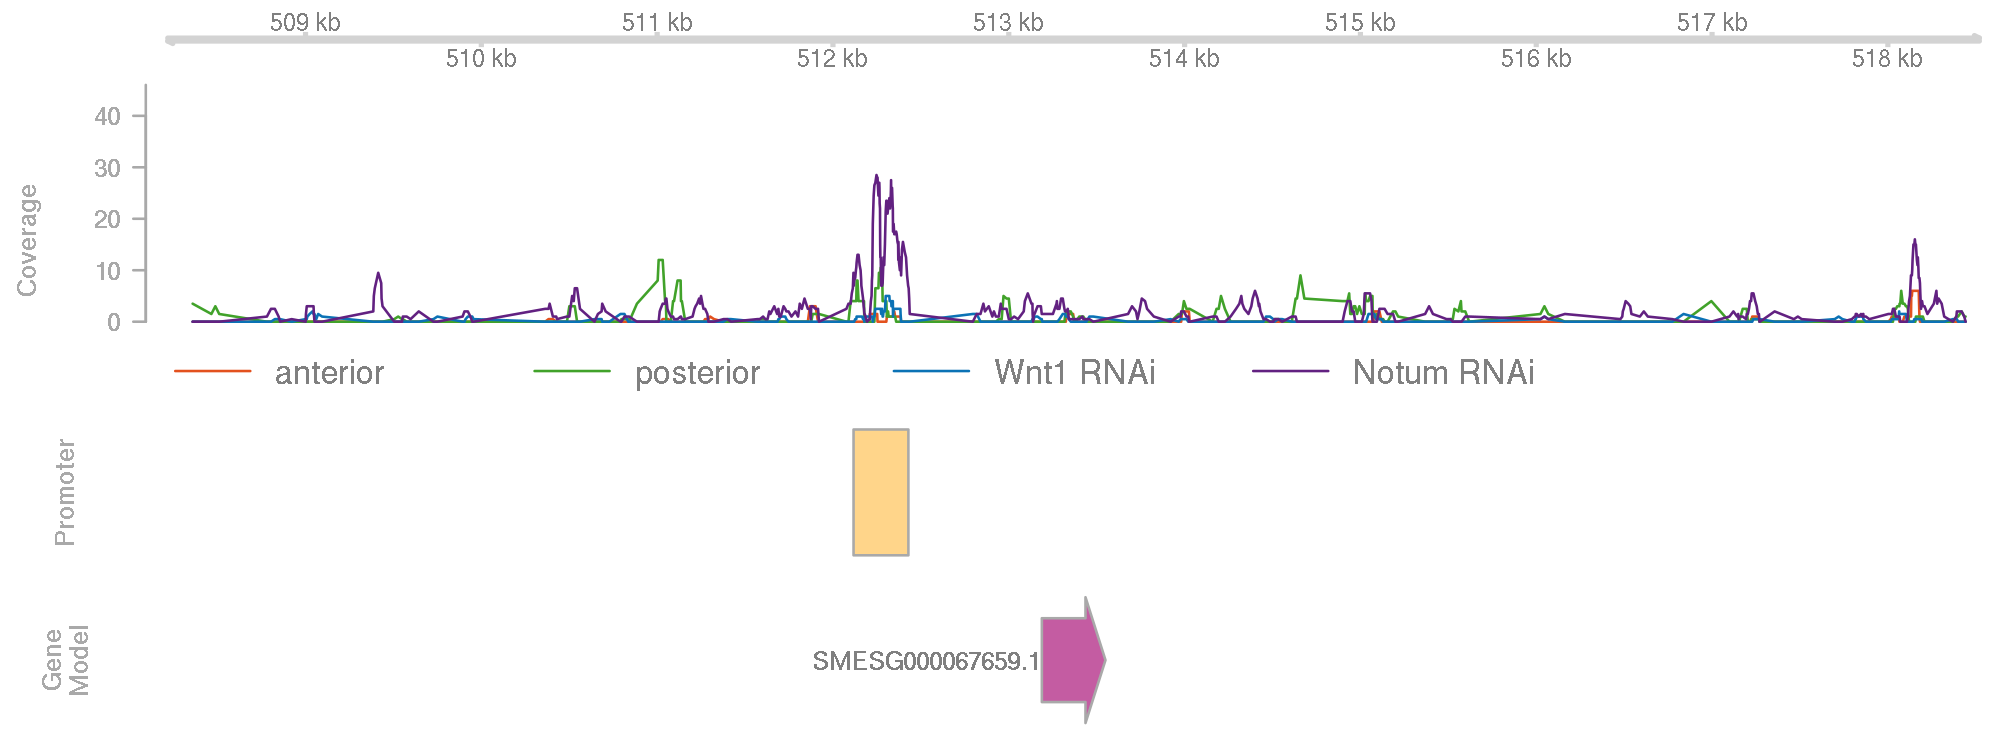 509 kb 511 kb 513 kb 515 kb 517 kb
510 kb 512 kb 514 kb 516 kb 518 kb
Coverage
40
30
20
10
0
anterior posterior Wnt1 RNAi Notum RNAi
Promoter
Gene
Model
SMESG000067659.1